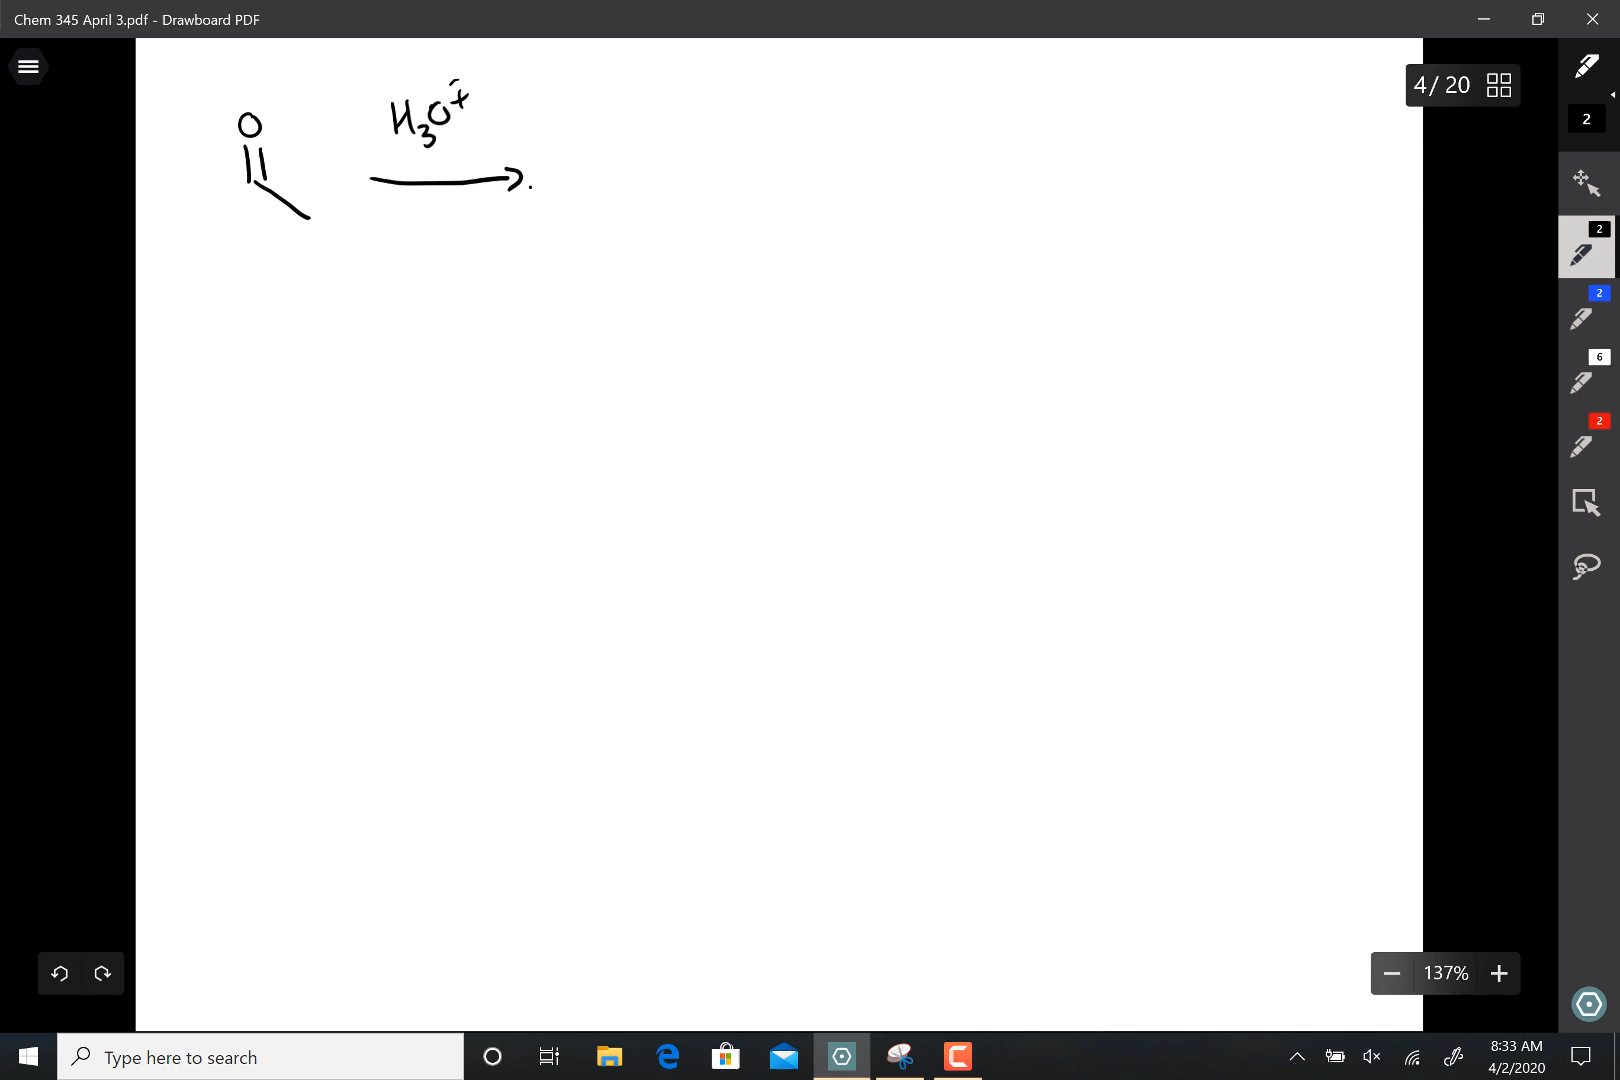 Chem 345 April 3.pdf - Drawboard PDF
4 / 20
H₃O⁺
O
2
2
2
6
2
137%
Type here to search
8:33 AM
4/2/2020